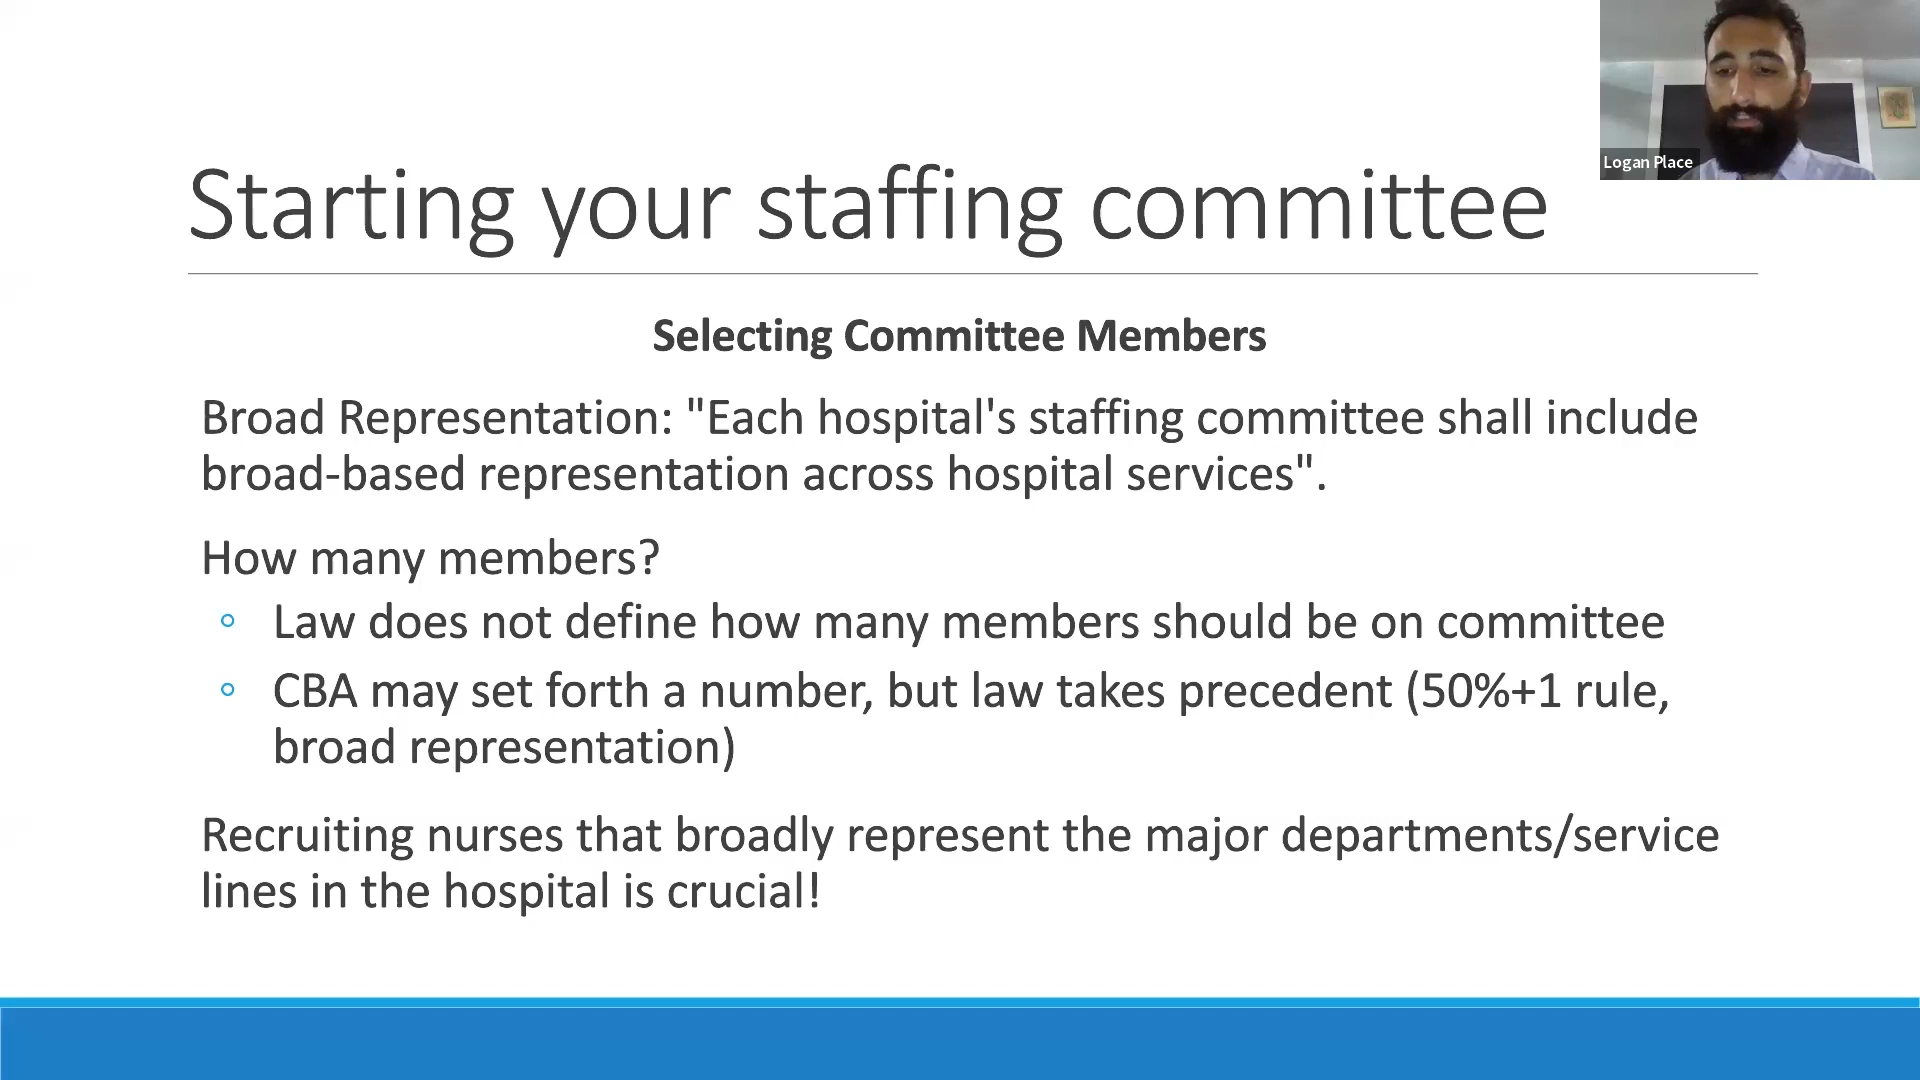 Logan Place
Starting your staffing committee
Selecting Committee Members
Broad Representation: "Each hospital's staffing committee shall include
broad-based representation across hospital services".
How many members?
◦ Law does not define how many members should be on committee
◦ CBA may set forth a number, but law takes precedent (50%+1 rule,
broad representation)
Recruiting nurses that broadly represent the major departments/service
lines in the hospital is crucial!